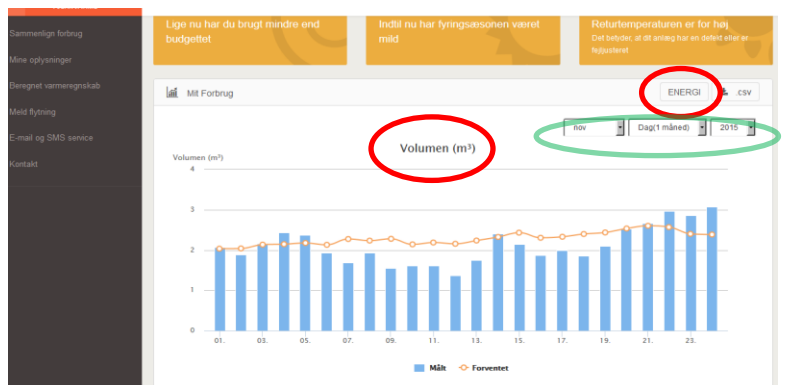 Lige nu har du brugt mindre end
budgettet
Indtil nu har fyringsæsonen været
mild
Returtemperaturen er for høj
Det betyder, at dit anlæg har en defekt eller er
fejljusteret
Sammenlign forbrug
Mine oplysninger
Beregnet varmeregnskab
Meld flytning
E-mail og SMS service
Kontakt
Mit Forbrug
ENERGI
.csv
nov
Dag(1 måned)
2015
Volumen (m³)
Volumen (m³)
4
3
2
1
0
01. 03. 05. 07. 09. 11. 13. 15. 17. 19. 21. 23.
Målt
Forventet